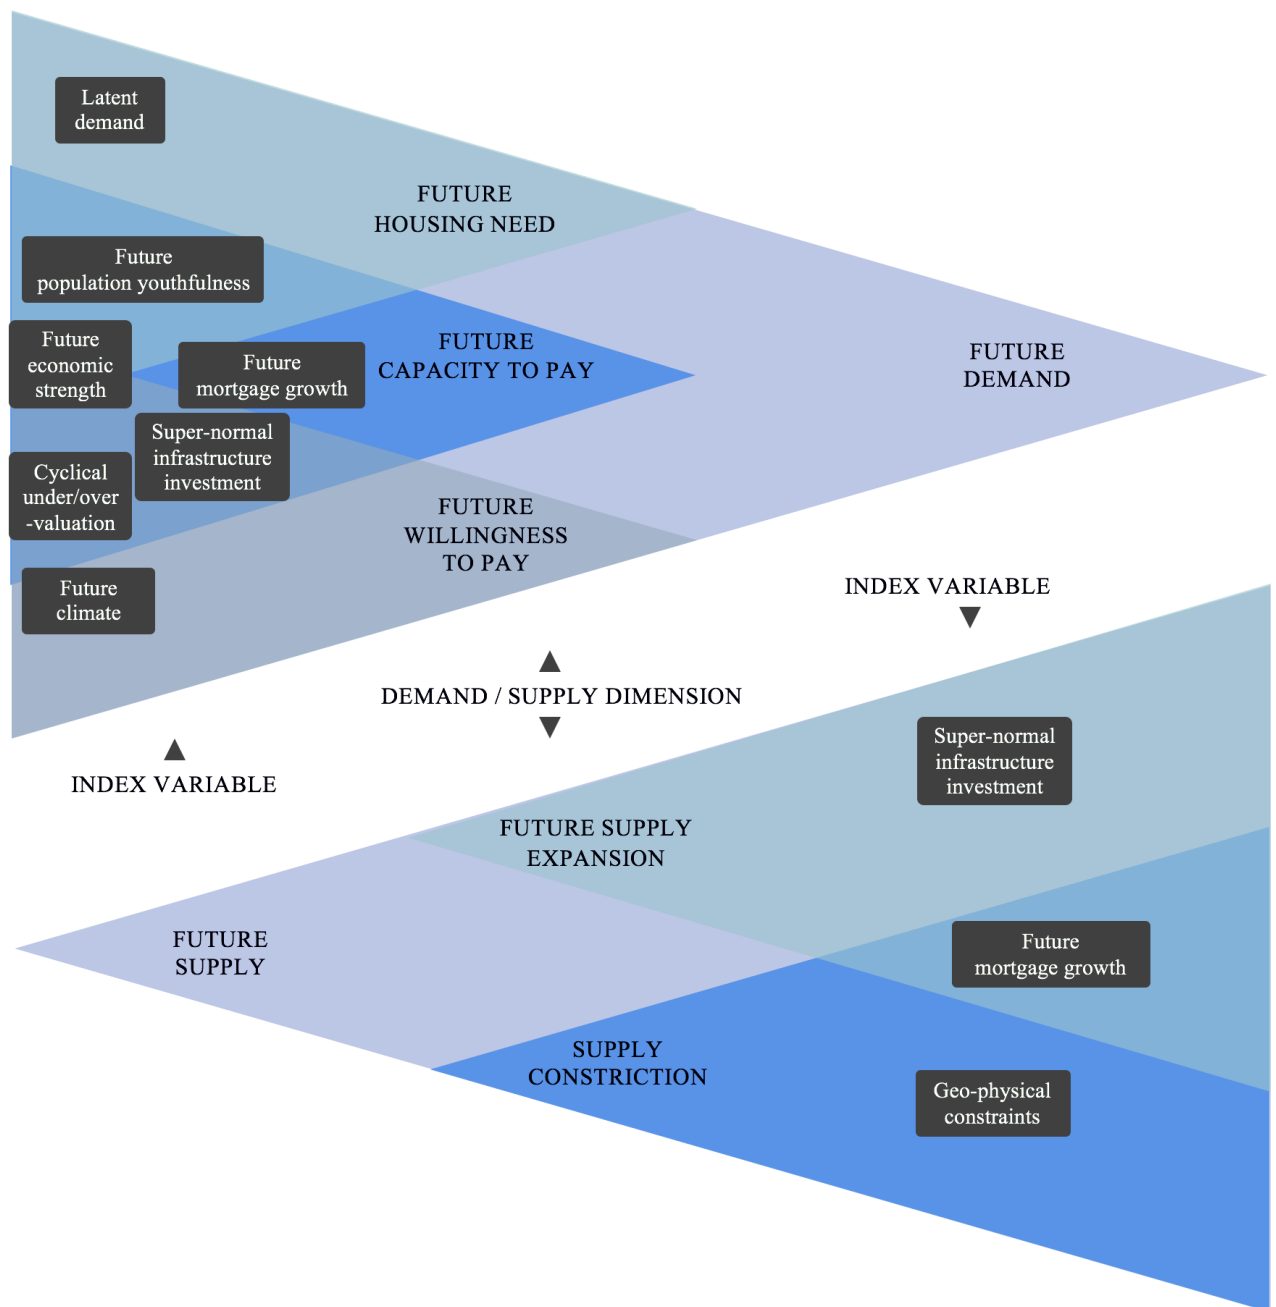 Latent
demand
FUTURE
HOUSING NEED
Future
population youthfulness
Future
economic
strength
Future
mortgage growth
FUTURE
CAPACITY TO PAY
FUTURE
DEMAND
Super-normal
infrastructure
investment
Cyclical
under/over
-valuation
FUTURE
WILLINGNESS
TO PAY
Future
climate
INDEX VARIABLE
▼
▲
DEMAND / SUPPLY DIMENSION
▼
▲
INDEX VARIABLE
Super-normal
infrastructure
investment
FUTURE SUPPLY
EXPANSION
FUTURE
SUPPLY
Future
mortgage growth
SUPPLY
CONSTRICTION
Geo-physical
constraints